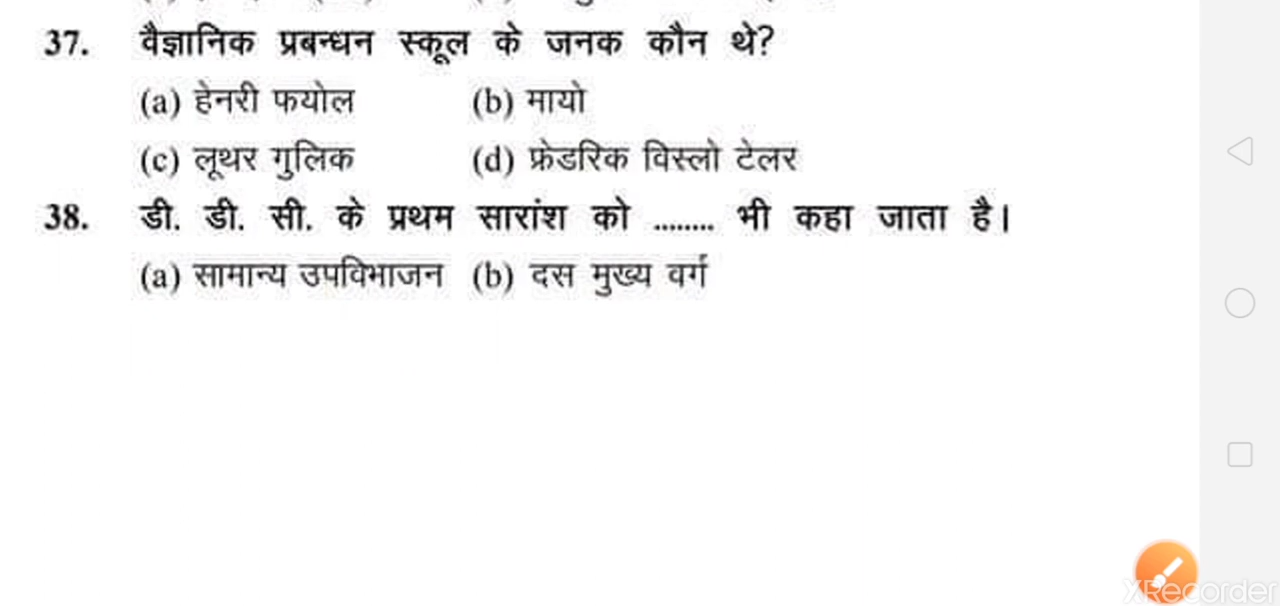 37. वैज्ञानिक प्रबन्धन स्कूल के जनक कौन थे?
(a) हेनरी फयोल (b) मायो
(c) लूथर गुलिक (d) फ्रेडरिक विस्लो टेलर
38. डी. डी. सी. के प्रथम सारांश को ........ भी कहा जाता है।
(a) सामान्य उपविभाजन (b) दस मुख्य वर्ग
XRecorder